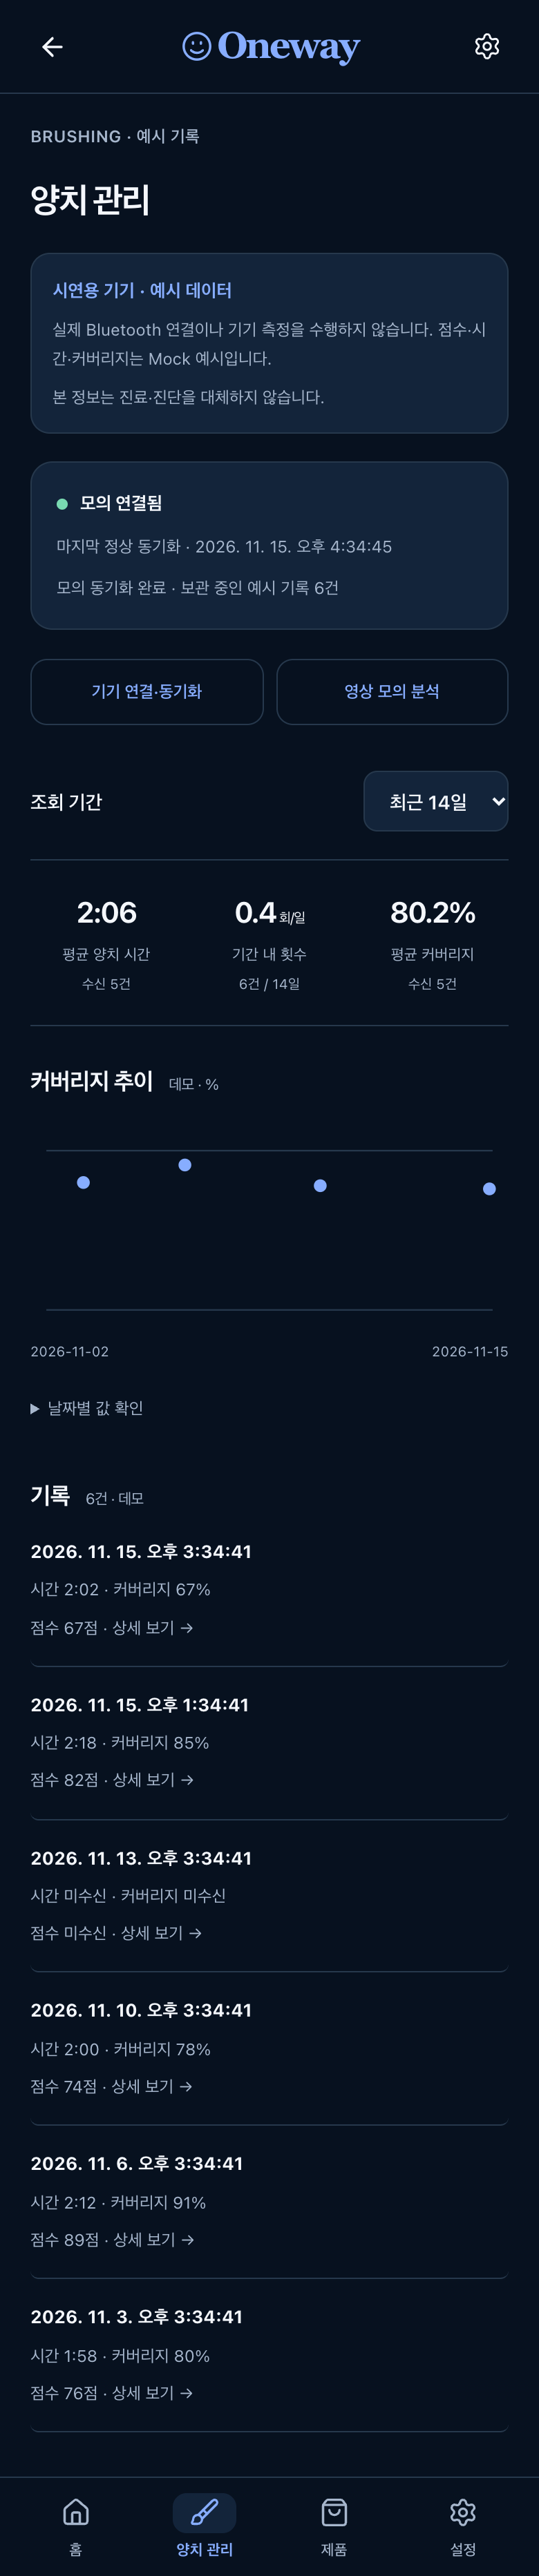 Oneway
BRUSHING · 예시 기록
양치 관리
시연용 기기 · 예시 데이터
실제 Bluetooth 연결이나 기기 측정을 수행하지 않습니다. 점수·시
간·커버리지는 Mock 예시입니다.
본 정보는 진료·진단을 대체하지 않습니다.
모의 연결됨
마지막 정상 동기화 · 2026. 11. 15. 오후 4:34:45
모의 동기화 완료 · 보관 중인 예시 기록 6건
기기 연결·동기화
영상 모의 분석
조회 기간
최근 14일
2:06
평균 양치 시간
수신 5건
0.4 회/일
기간 내 횟수
6건 / 14일
80.2%
평균 커버리지
수신 5건
커버리지 추이 데모 · %
2026-11-02
2026-11-15
▶ 날짜별 값 확인
기록 6건 · 데모
2026. 11. 15. 오후 3:34:41
시간 2:02 · 커버리지 67%
점수 67점 · 상세 보기 →
2026. 11. 15. 오후 1:34:41
시간 2:18 · 커버리지 85%
점수 82점 · 상세 보기 →
2026. 11. 13. 오후 3:34:41
시간 미수신 · 커버리지 미수신
점수 미수신 · 상세 보기 →
2026. 11. 10. 오후 3:34:41
시간 2:00 · 커버리지 78%
점수 74점 · 상세 보기 →
2026. 11. 6. 오후 3:34:41
시간 2:12 · 커버리지 91%
점수 89점 · 상세 보기 →
2026. 11. 3. 오후 3:34:41
시간 1:58 · 커버리지 80%
점수 76점 · 상세 보기 →
홈
양치 관리
제품
설정